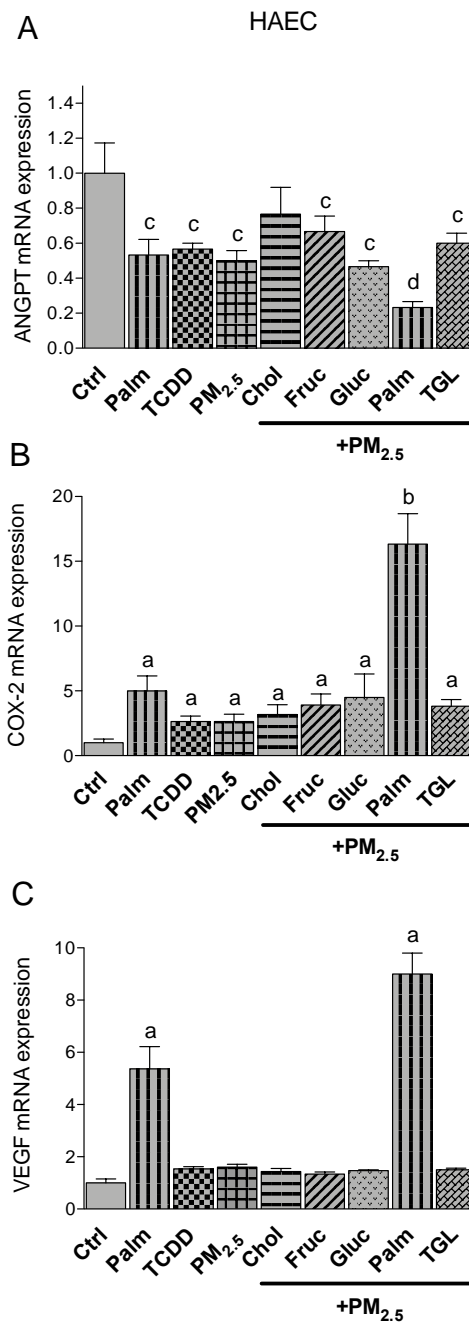 A
HAEC
ANGPT mRNA expression
1.4
1.2
1.0
0.8
0.6
0.4
0.2
0.0
c c c c c d c
Ctrl Palm TCDD PM2.5 Chol Fruc Gluc Palm TGL
+PM2.5
B
COX-2 mRNA expression
20
15
10
5
0
a a a a a a b a
Ctrl Palm TCDD PM2.5 Chol Fruc Gluc Palm TGL
+PM2.5
C
VEGF mRNA expression
10
8
6
4
2
0
a a
Ctrl Palm TCDD PM2.5 Chol Fruc Gluc Palm TGL
+PM2.5